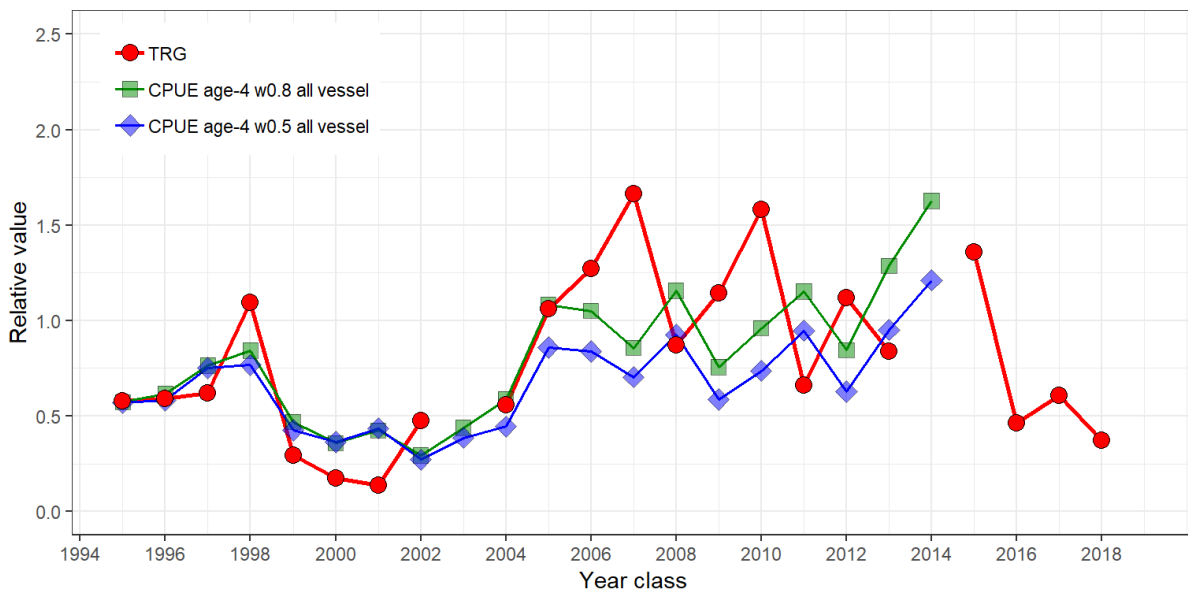 TRG
CPUE age-4 w0.8 all vessel
CPUE age-4 w0.5 all vessel
Relative value
2.5
2.0
1.5
1.0
0.5
0.0
1994 1996 1998 2000 2002 2004 2006 2008 2010 2012 2014 2016 2018
Year class